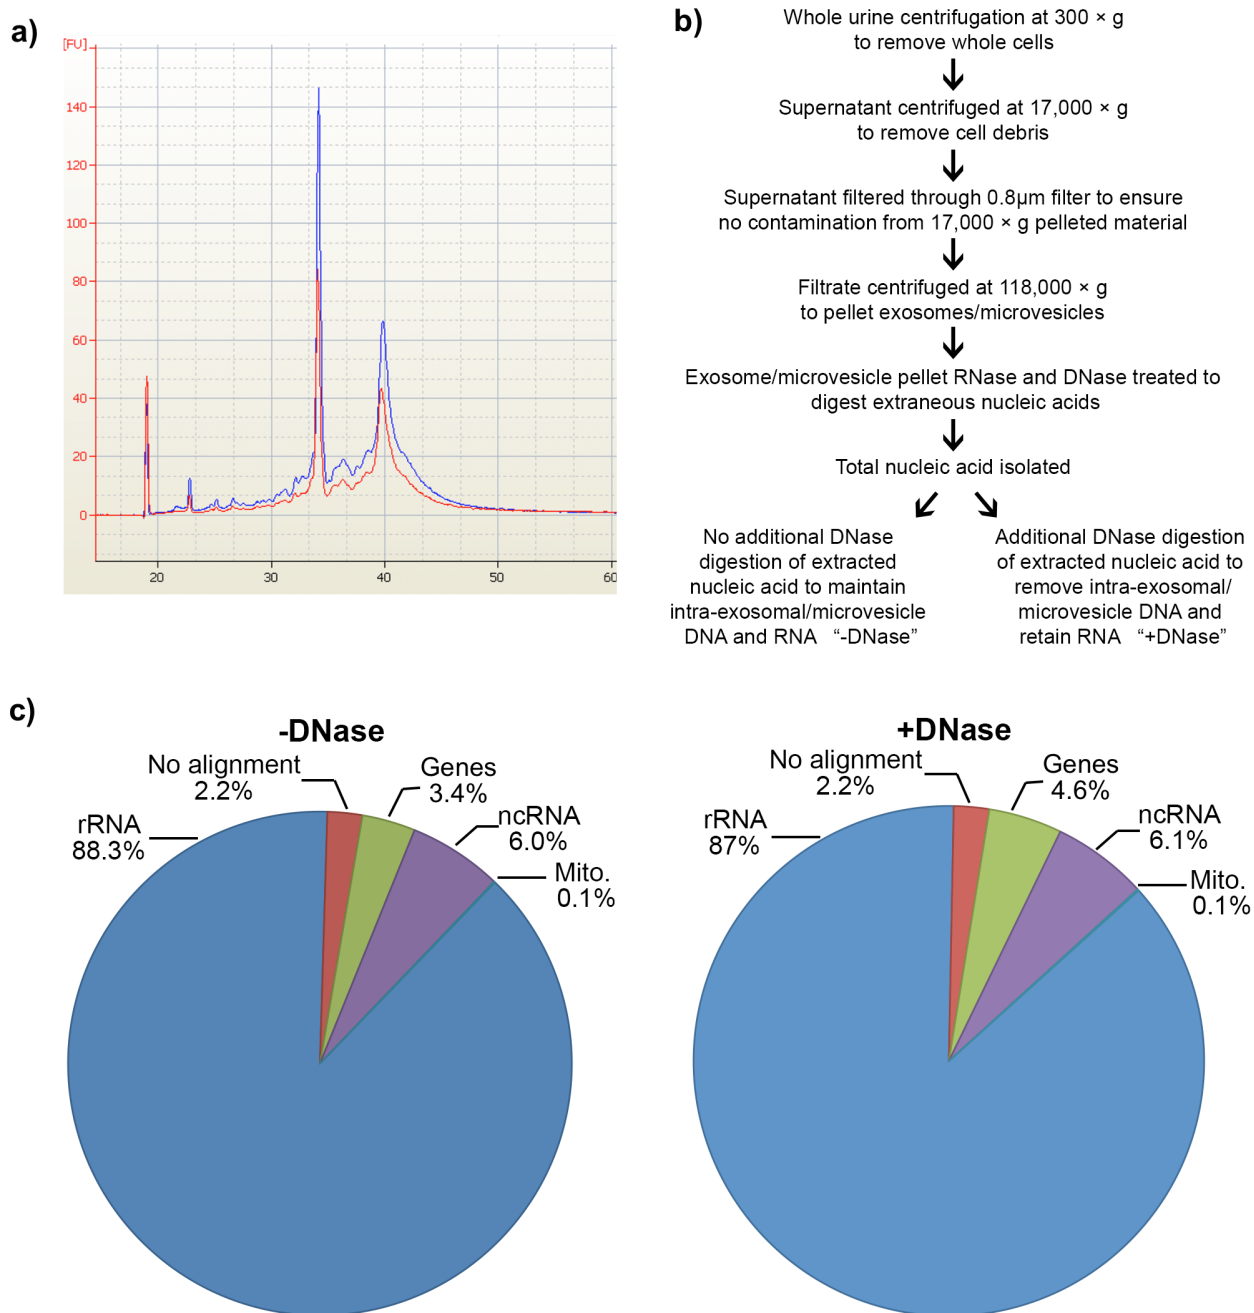 a)
[FU]
140
120
100
80
60
40
20
0
20
30
40
50
60
b)
Whole urine centrifugation at 300 × g
to remove whole cells
Supernatant centrifuged at 17,000 × g
to remove cell debris
Supernatant filtered through 0.8µm filter to ensure
no contamination from 17,000 × g pelleted material
Filtrate centrifuged at 118,000 × g
to pellet exosomes/microvesicles
Exosome/microvesicle pellet RNase and DNase treated to
digest extraneous nucleic acids
Total nucleic acid isolated
No additional DNase
digestion of extracted
nucleic acid to maintain
intra-exosomal/microvesicle
DNA and RNA “-DNase”
Additional DNase digestion
of extracted nucleic acid to
remove intra-exosomal/
microvesicle DNA and
retain RNA “+DNase”
c)
-DNase
No alignment
2.2%
Genes
3.4%
rRNA
88.3%
ncRNA
6.0%
Mito.
0.1%
+DNase
No alignment
2.2%
Genes
4.6%
rRNA
87%
ncRNA
6.1%
Mito.
0.1%